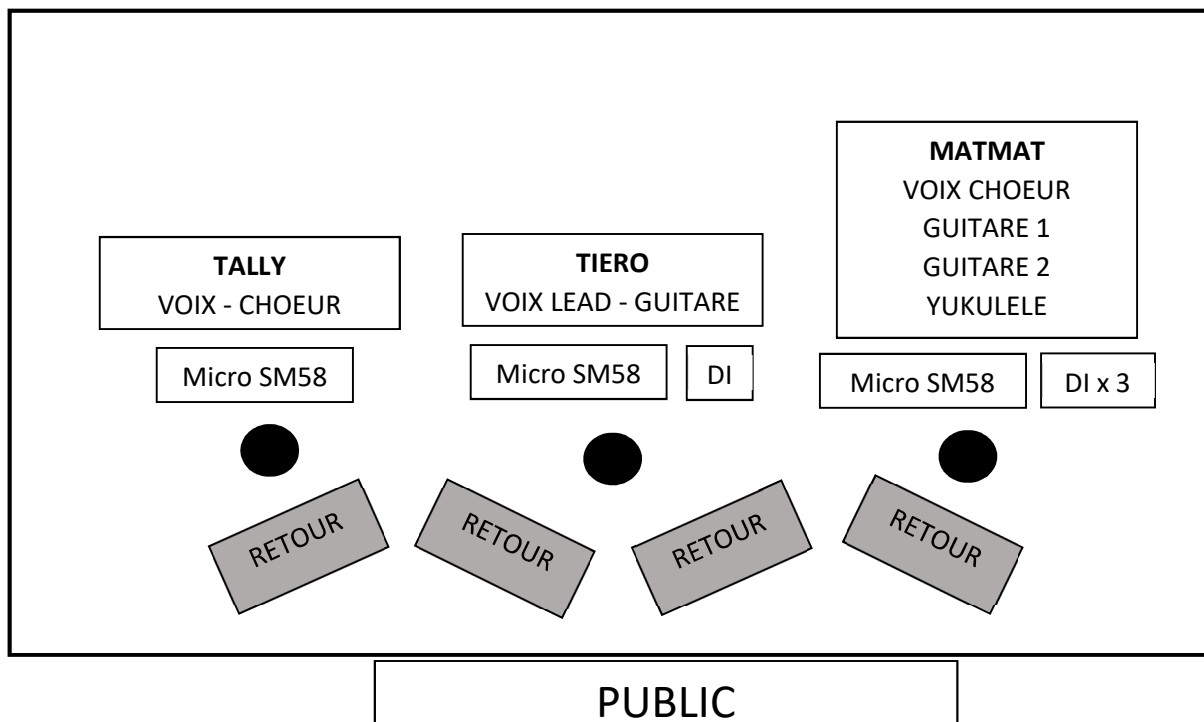 MATMAT
VOIX CHOEUR
GUITARE 1
GUITARE 2
YUKULELE
TALLY
VOIX - CHOEUR
TIERO
VOIX LEAD - GUITARE
Micro SM58
Micro SM58
DI
Micro SM58
DI x 3
RETOUR
RETOUR
RETOUR
RETOUR
PUBLIC